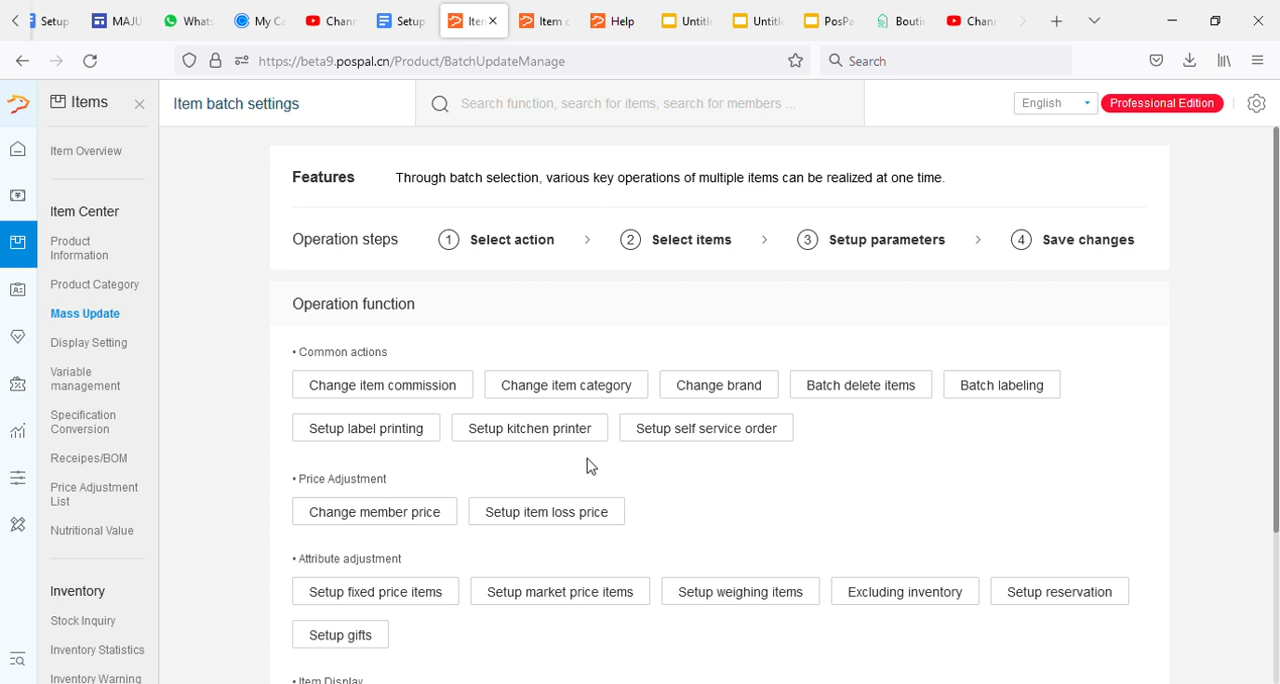 Setup
MAJU
Whats
My Ca
Chann
Setup
Iten
Item c
Help
Untitle
Untitle
PosPa
Bouti
Chann
https://beta9.pospal.cn/Product/BatchUpdateManage
Search
Items
Item batch settings
Search function, search for items, search for members ...
English
Professional Edition
Item Overview
Item Center
Product
Information
Product Category
Mass Update
Display Setting
Variable
management
Specification
Conversion
Receipes/BOM
Price Adjustment
List
Nutritional Value
Inventory
Stock Inquiry
Inventory Statistics
Inventory Warning
Features Through batch selection, various key operations of multiple items can be realized at one time.
Operation steps 1 Select action > 2 Select items > 3 Setup parameters > 4 Save changes
Operation function
• Common actions
Change item commission Change item category Change brand Batch delete items Batch labeling
Setup label printing Setup kitchen printer Setup self service order
• Price Adjustment
Change member price Setup item loss price
• Attribute adjustment
Setup fixed price items Setup market price items Setup weighing items Excluding inventory Setup reservation
Setup gifts
• Item Display